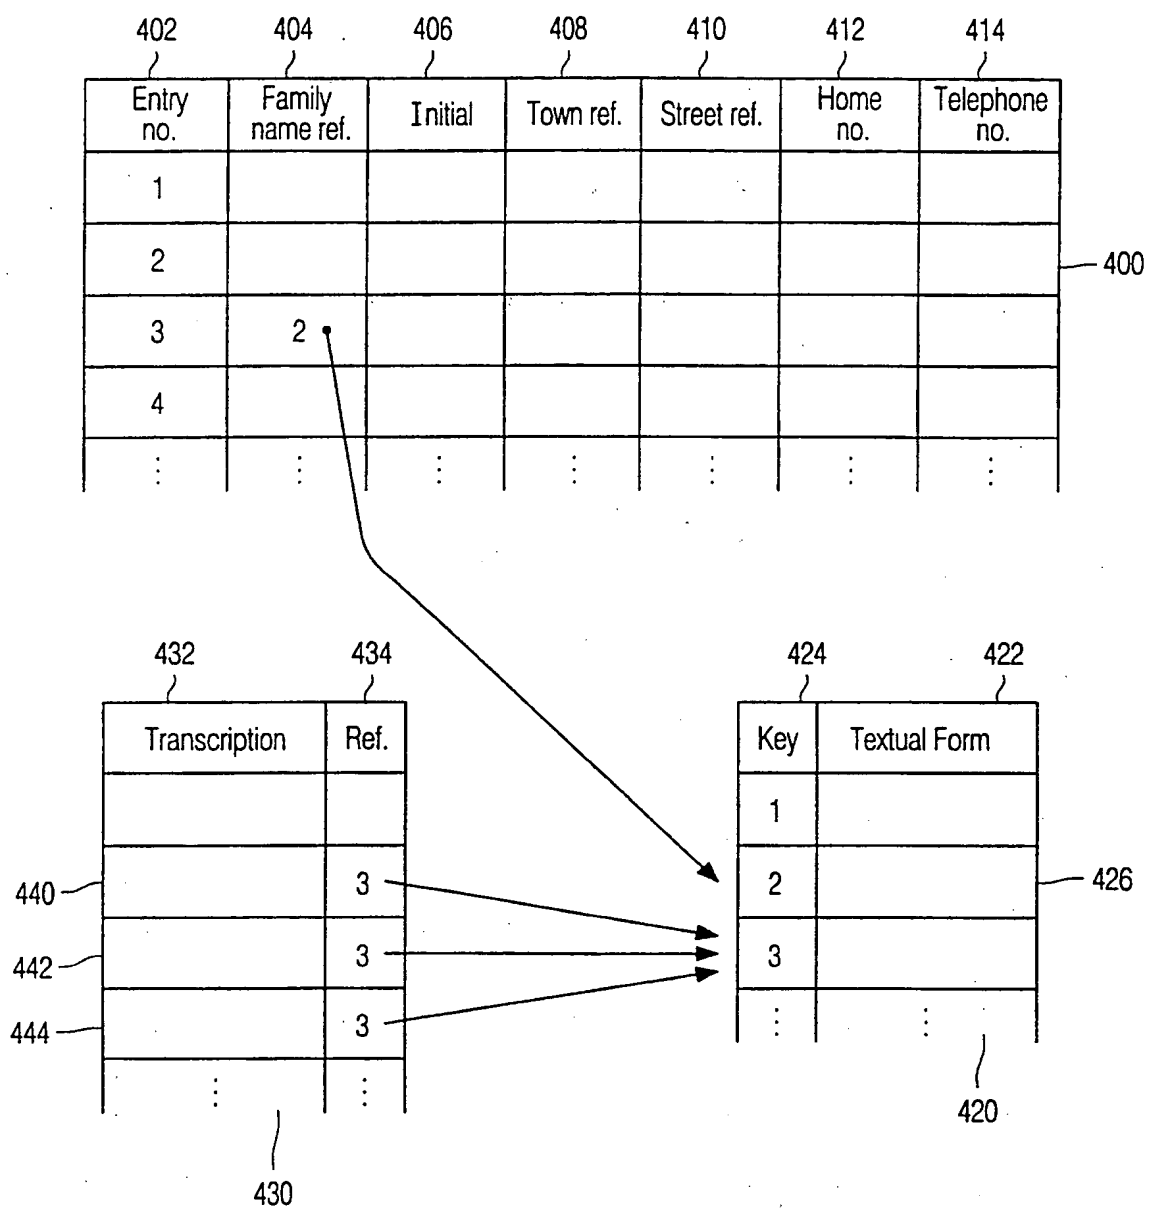 402 404 406 408 410 412 414
Entry no. Family name ref. Initial Town ref. Street ref. Home no. Telephone no.
1
2
400
3 2
4
432 434 424 422
Transcription Ref. Key Textual Form
1
440 3 2 426
442 3 3
444 3
420
430